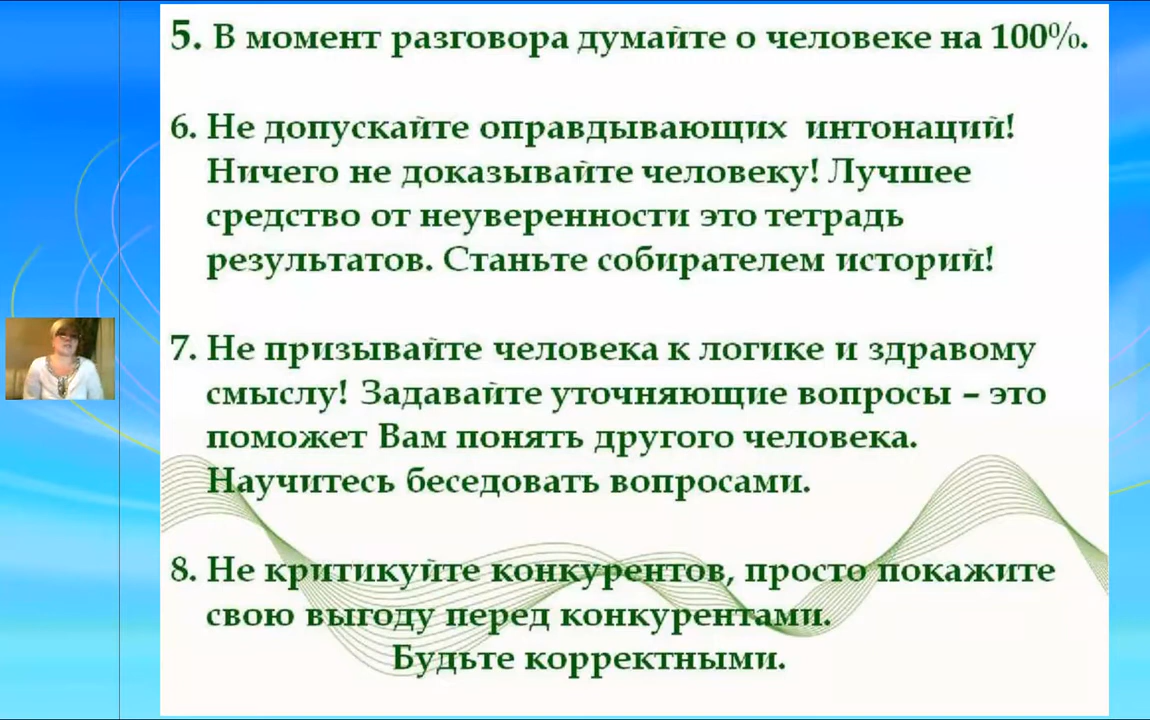 5. В момент разговора думайте о человеке на 100%.
6. Не допускайте оправдывающих интонаций!
Ничего не доказывайте человеку! Лучшее
средство от неуверенности это тетрадь
результатов. Станьте собирателем историй!
7. Не призывайте человека к логике и здравому
смыслу! Задавайте уточняющие вопросы – это
поможет Вам понять другого человека.
Научитесь беседовать вопросами.
8. Не критикуйте конкурентов, просто покажите
свою выгоду перед конкурентами.
Будьте корректными.